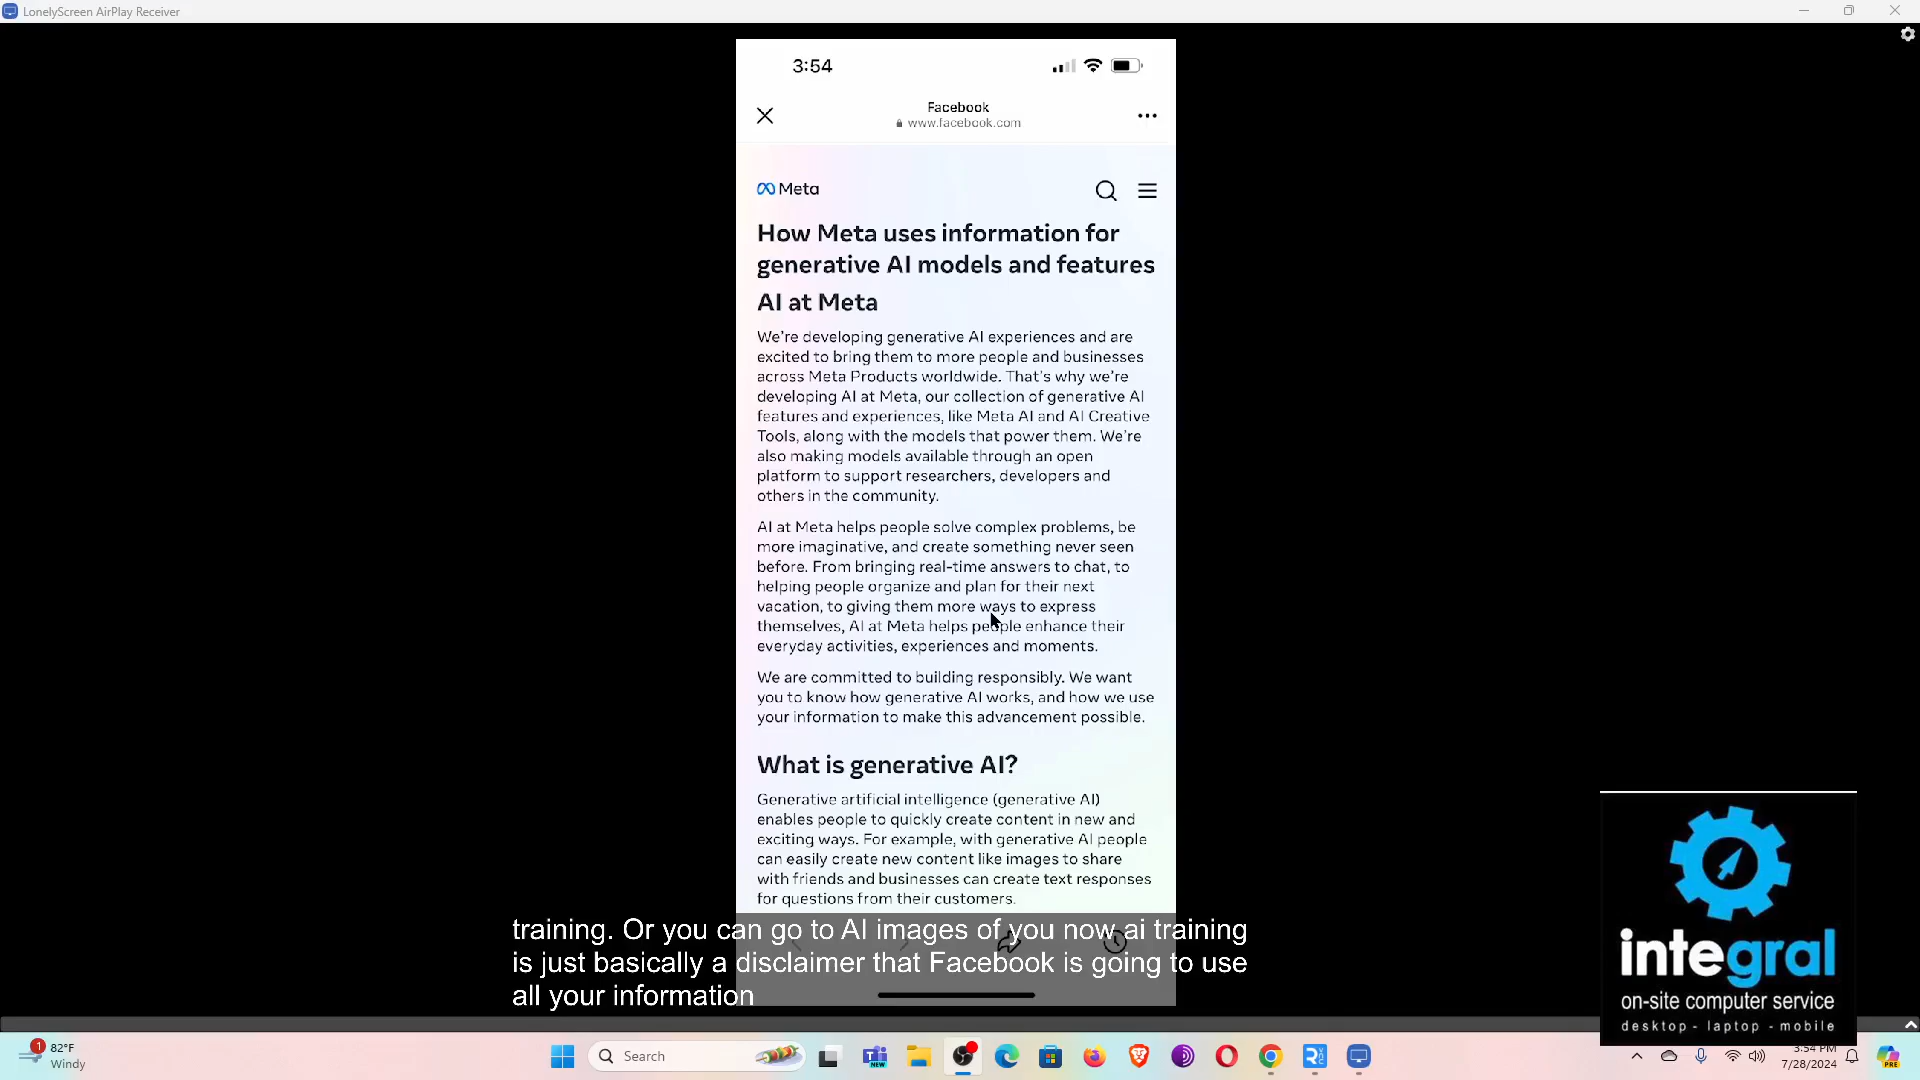 LonelyScreen AirPlay Receiver
3:54
Facebook
www.facebook.com
Meta
How Meta uses information for
generative AI models and features
AI at Meta
We're developing generative AI experiences and are
excited to bring them to more people and businesses
across Meta Products worldwide. That's why we're
developing AI at Meta, our collection of generative AI
features and experiences, like Meta AI and AI Creative
Tools, along with the models that power them. We're
also making models available through an open
platform to support researchers, developers and
others in the community.
AI at Meta helps people solve complex problems, be
more imaginative, and create something never seen
before. From bringing real-time answers to chat, to
helping people organize and plan for their next
vacation, to giving them more ways to express
themselves, AI at Meta helps people enhance their
everyday activities, experiences and moments.
We are committed to building responsibly. We want
you to know how generative AI works, and how we use
your information to make this advancement possible.
What is generative AI?
Generative artificial intelligence (generative AI)
enables people to quickly create content in new and
exciting ways. For example, with generative AI people
can easily create new content like images to share
with friends and businesses can create text responses
for questions from their customers.
training. Or you can go to AI images of you now ai training
is just basically a disclaimer that Facebook is going to use
all your information
integral
on-site computer service
desktop - laptop - mobile
1
82°F
Windy
Search
NEW
PRE
3:54 PM
7/28/2024